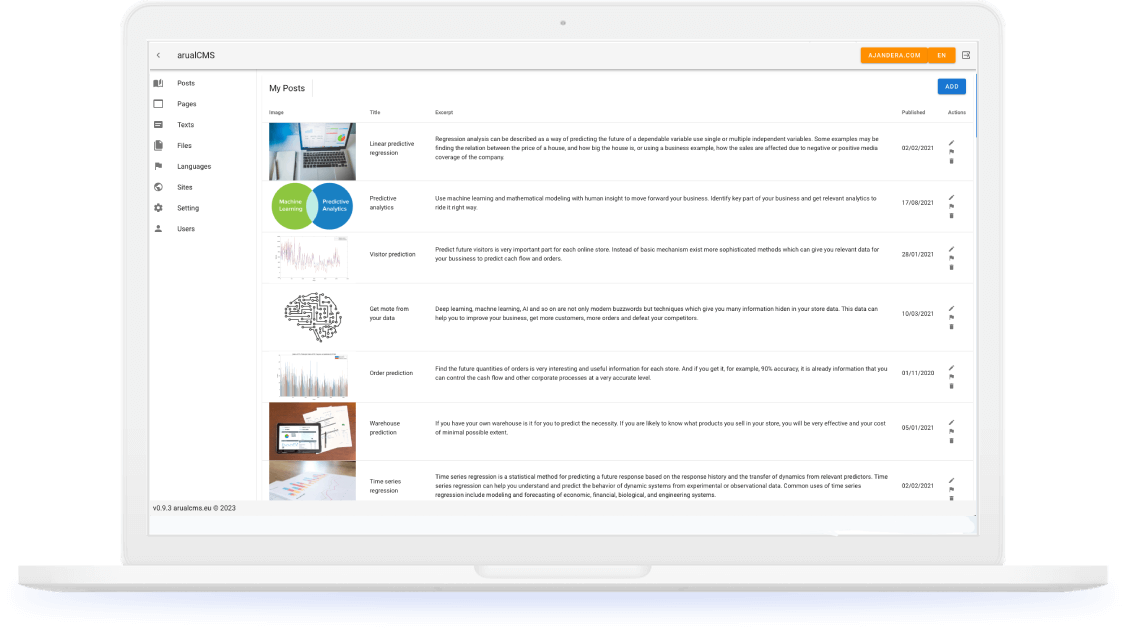 arualCMS
AJANDERA.COM EN
Posts
Pages
Texts
Files
Languages
Sites
Setting
Users
My Posts
ADD
Image Title Excerpt Published Actions
Linear predictive
regression
Regression analysis can be described as a way of predicting the future of a dependable variable use single or multiple independent variables. Some examples may be
finding the relation between the price of a house, and how big the house is, or using a business example, how the sales are affected due to negative or positive media
coverage of the company.
02/02/2021
Machine
Learning
Predictive
Analytics
Predictive
analytics
Use machine learning and mathematical modeling with human insight to move forward your business. Identify key part of your business and get relevant analytics to
ride it right way.
17/08/2021
Visitor prediction
Predict future visitors is very important part for each online store. Instead of basic mechanism exist more sophisticated methods which can give you relevant data for
your bussiness to predict cach flow and orders.
28/01/2021
Get mote from
your data
Deep learning, machne learning, AI and so on are not only modern buzzwords but techniques which give you many information hiden in your store data. This data can
help you to improve your business, get more customers, more orders and defeat your competitors.
10/03/2021
Order prediction
Find the future quantities of orders is very interesting and useful information for each store. And if you get it, for example, 90% accuracy, it is already information that you
can control the cash flow and other corporate processes at a very accurate level.
01/11/2020
Warehouse
prediction
If you have your own warehouse is it for you to predict the necessity. If you are likely to know what products you sell in your store, you will be very effective and your cost
of minimal possible extent.
05/01/2021
Time series
regression
Time series regression is a statistical method for predicting a future response based on the response history and the transfer of dynamics from relevant predictors. Time
series regression can help you understand and predict the behavior of dynamic systems from experimental or observational data. Common uses of time series
regression include modeling and forecasting of economic, financial, biological, and engineering systems.
02/02/2021
v0.9.3 arualcms.eu © 2023